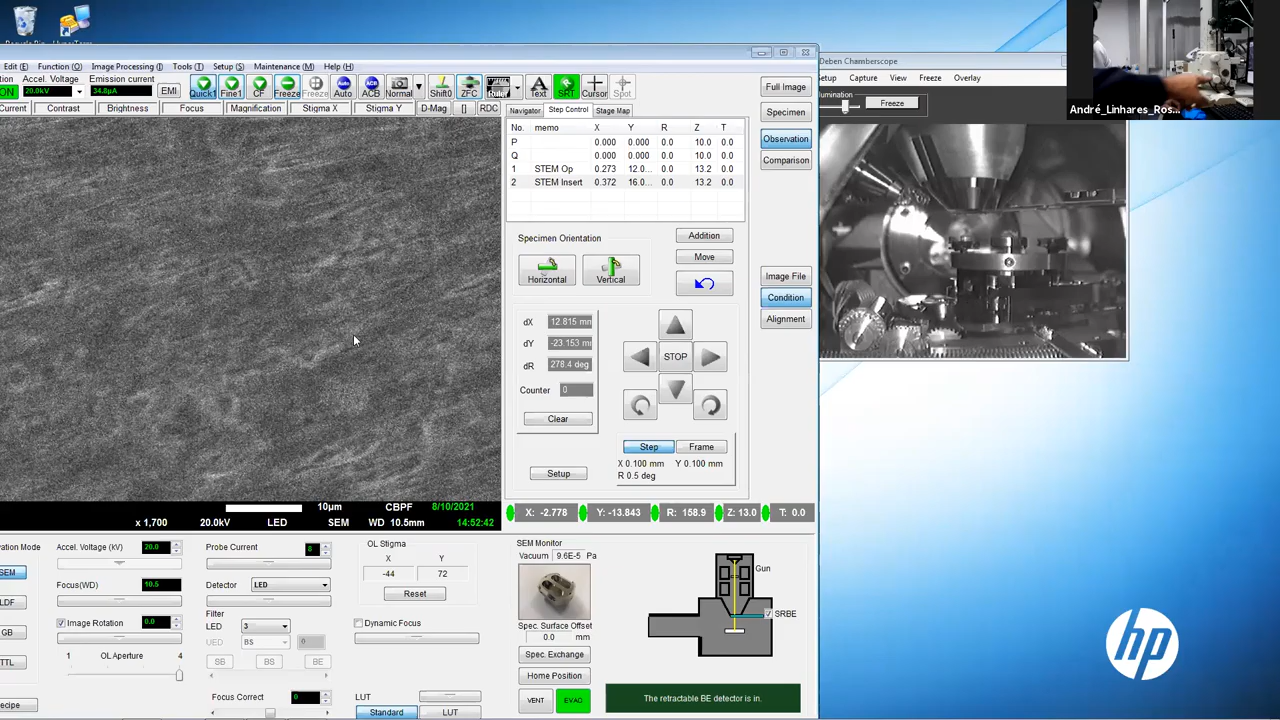 Edit (E) Function (O) Image Processing (I) Tools (T) Setup (S) Maintenance (M) Help (H)
Accel. Voltage Emission current
ON 20.0kV 34.8µA EMI
Quick1 Fine1 CF Freeze Freeze Auto ACB Normal Shift0 ZFC Ruler Text SRT Cursor Spot
Current Contrast Brightness Focus Magnification Stigma X Stigma Y D-Mag [] RDC
Navigator Step Control Stage Map
No. memo X Y R Z T
P 0.000 0.000 0.0 10.0 0.0
Q 0.000 0.000 0.0 10.0 0.0
1 STEM Op 0.273 12.0... 0.0 13.2 0.0
2 STEM Insert 0.372 16.0... 0.0 13.2 0.0
Specimen Orientation
Horizontal Vertical
Addition
Move
dX 12.815 mm
dY -23.153 mm
dR 278.4 deg
Counter 0
Clear
Setup
STOP
Step Frame
X 0.100 mm Y 0.100 mm
R 0.5 deg
X: -2.778 Y: -13.843 R: 158.9 Z: 13.0 T: 0.0
Full Image
Specimen
Observation
Comparison
Image File
Condition
Alignment
10µm CBPF 8/10/2021
x 1,700 20.0kV LED SEM WD 10.5mm 14:52:42
SEM
LDF
GB
TTL
Accel. Voltage (kV) 20.0
Focus(WD) 10.5
Image Rotation 0.0
1 OL Aperture 4
Probe Current 8
Detector LED
Filter
LED 3
UED BS 0
SB BS BE
Focus Correct 0
OL Stigma
X Y
-44 72
Reset
Dynamic Focus
LUT
Standard LUT
SEM Monitor
Vacuum 9.6E-5 Pa
Spec. Surface Offset
0.0 mm
Spec. Exchange
Home Position
VENT EVAC
Gun
SRBE
The retractable BE detector is in.
Deben Chamberscope
Capture View Freeze Overlay
Freeze
André_Linhares_Ros...
hp